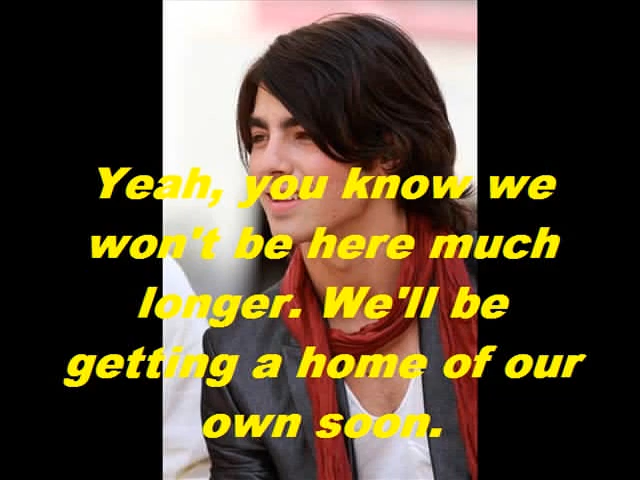 Yeah, you know we
won't be here much
longer. We'll be
getting a home of our
own soon.